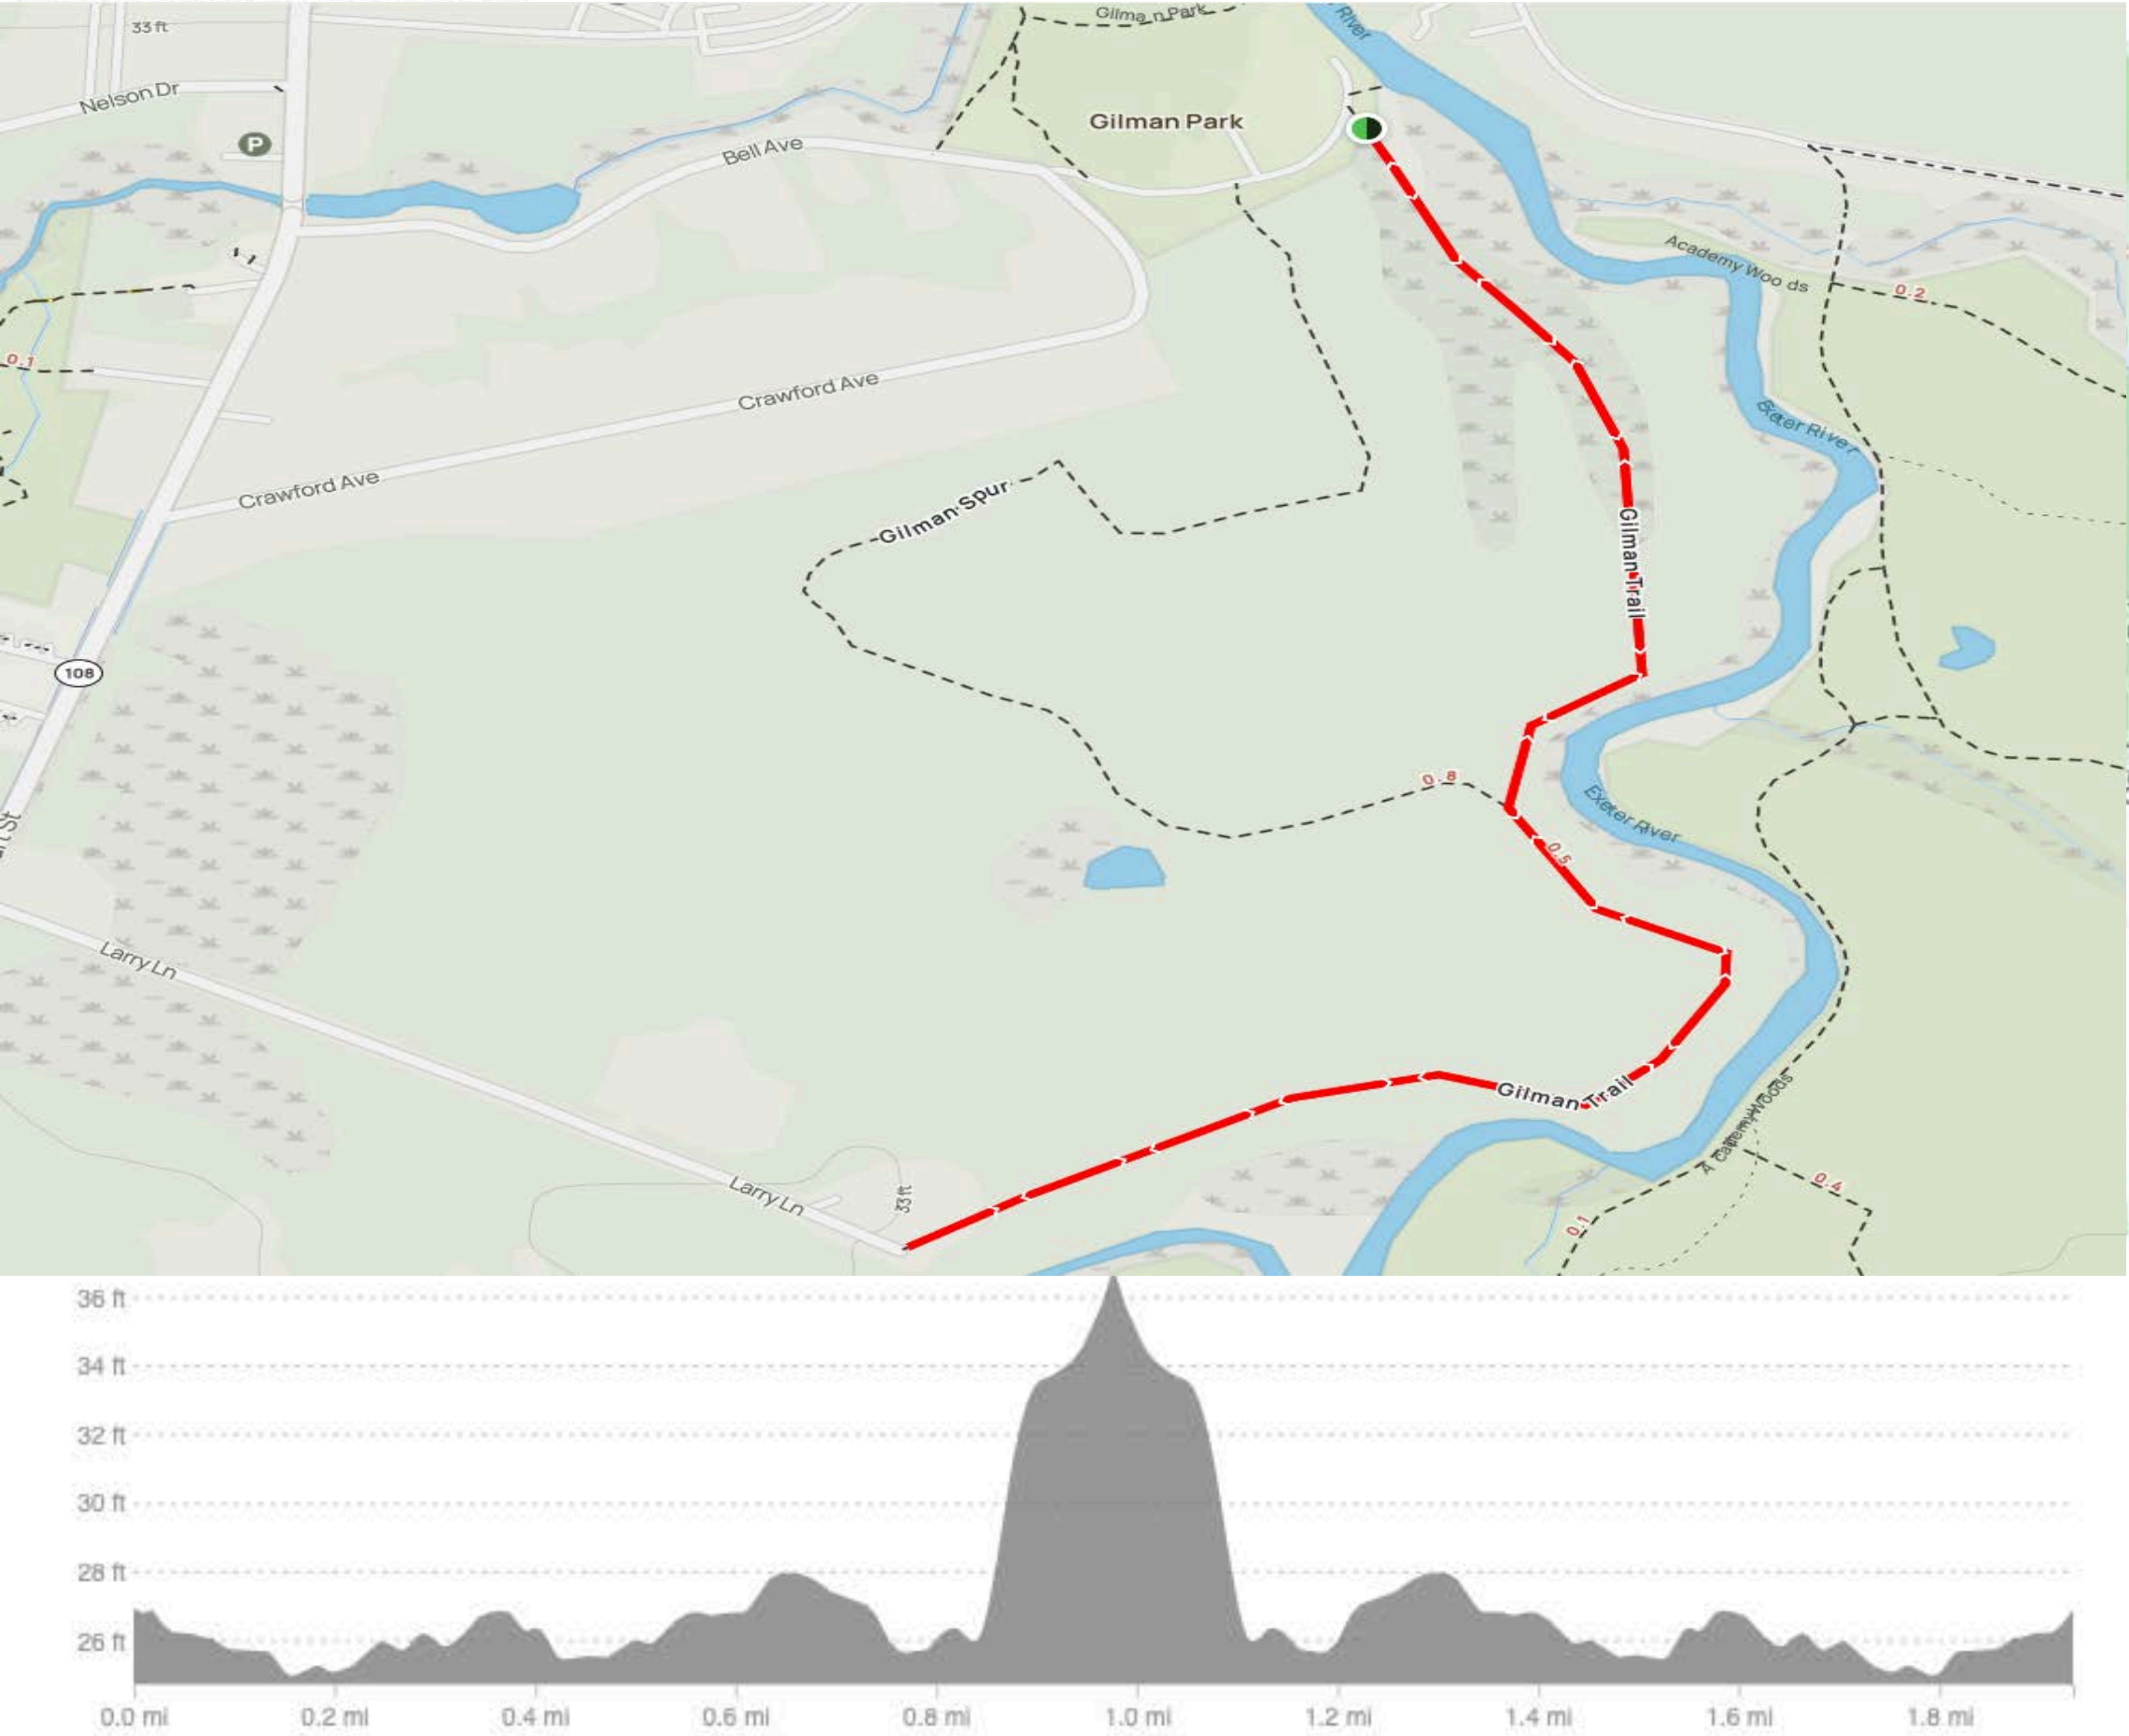 Gilma n Park
River
33 ft
Nelson Dr
P
Gilman Park
Bell Ave
Academy Woo ds
0.2
0.1
Crawford Ave
Exeter River
Crawford Ave
Gilman Spur
Gilman Trail
108
0.8
Exeter River
0.5
Larry Ln
Gilman Trail
Academy Woods
Larry Ln
33 ft
0.4
0.1
36 ft
34 ft
32 ft
30 ft
28 ft
26 ft
0.0 mi 0.2 mi 0.4 mi 0.6 mi 0.8 mi 1.0 mi 1.2 mi 1.4 mi 1.6 mi 1.8 mi